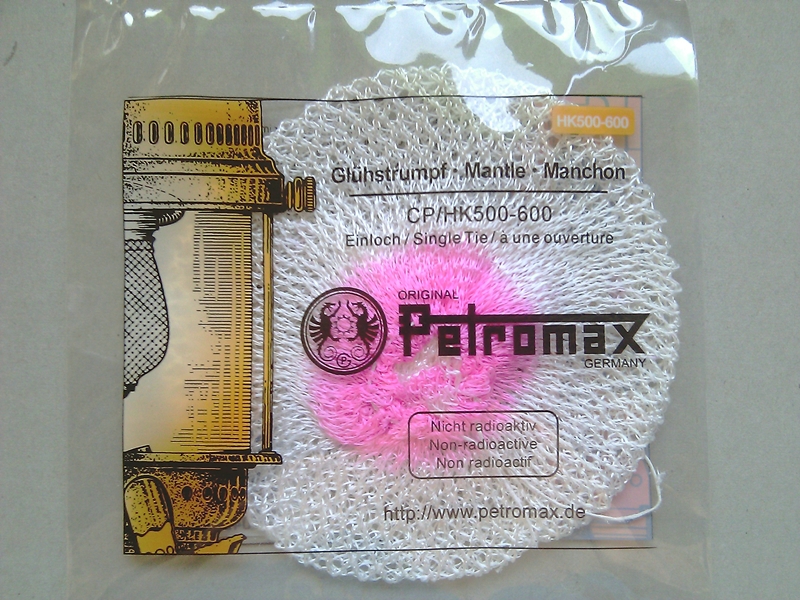 HK500-600
Glühstrumpf · Mantle · Manchon
CP/HK500-600
Einloch / Single Tie / à une ouverture
ORIGINAL
Petromax
GERMANY
Nicht radioaktiv
Non-radioactive
Non radioactif
http://www.petromax.de